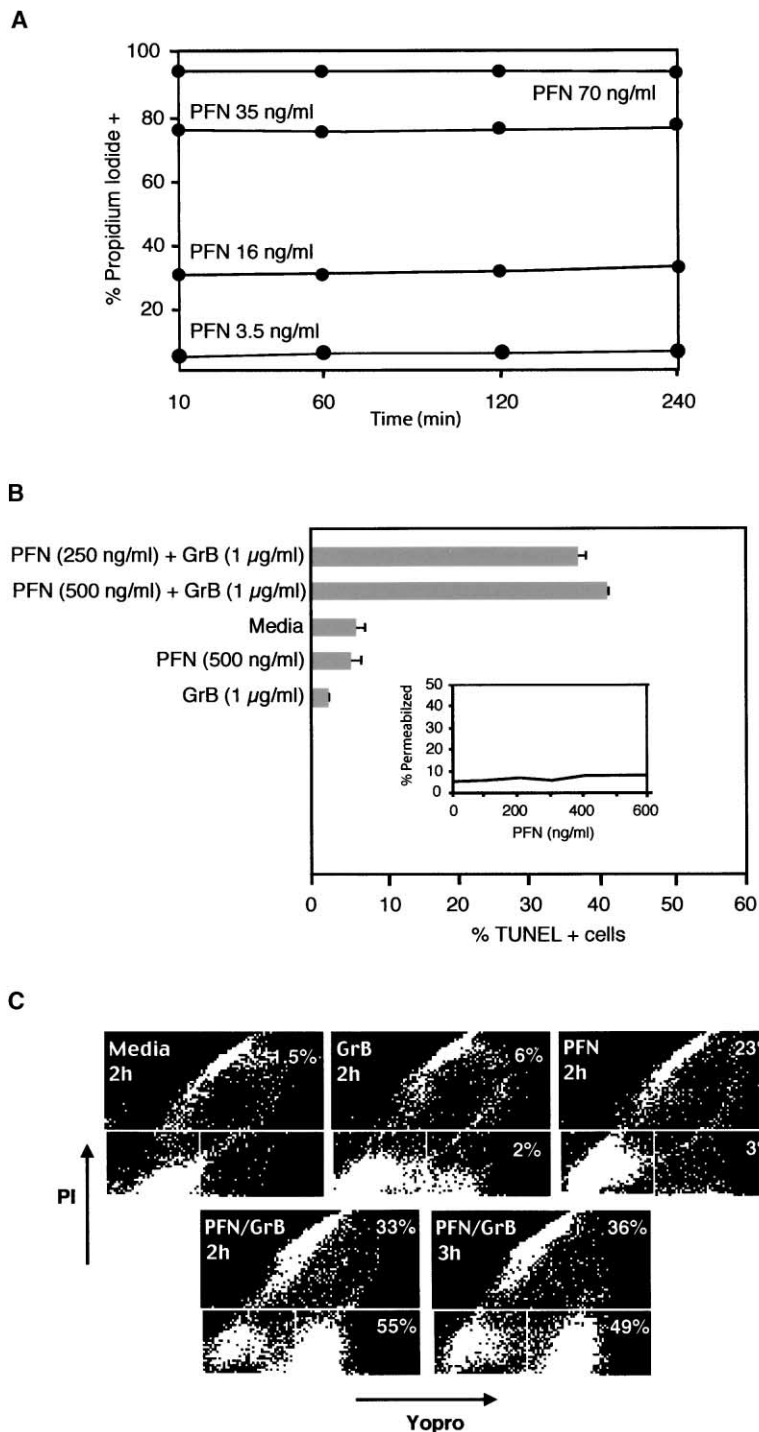 A
100
80
60
40
20
% Propidium Iodide +
PFN 35 ng/ml
PFN 70 ng/ml
PFN 16 ng/ml
PFN 3.5 ng/ml
10 60 120 240
Time (min)
B
PFN (250 ng/ml) + GrB (1 µg/ml)
PFN (500 ng/ml) + GrB (1 µg/ml)
Media
PFN (500 ng/ml)
GrB (1 µg/ml)
50
40
30
20
10
0
% Permeabilzed
0 200 400 600
PFN (ng/ml)
0 10 20 30 40 50 60
% TUNEL + cells
C
Media
2h
1.5%
GrB
2h
6%
2%
PFN
2h
23%
3%
PI
PFN/GrB
2h
33%
55%
PFN/GrB
3h
36%
49%
Yopro